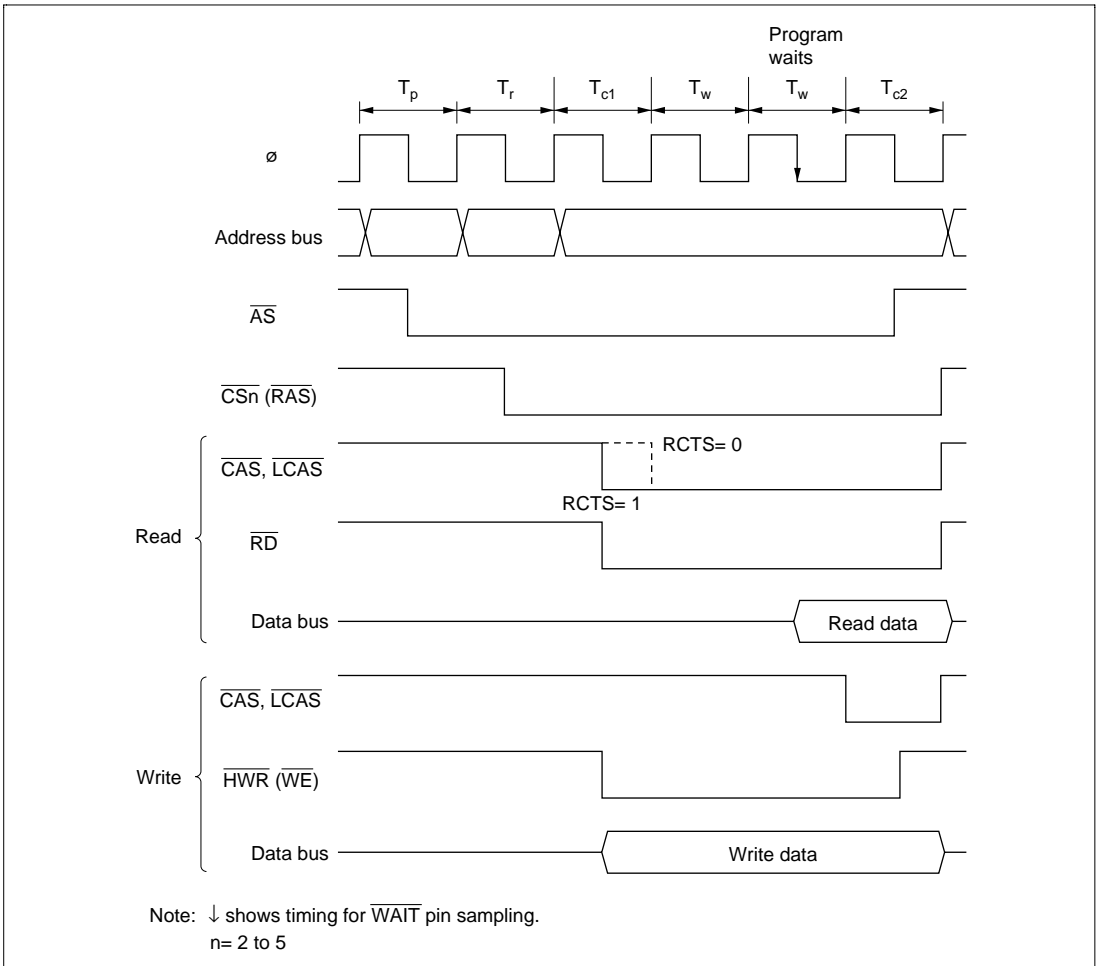 Program
waits
Tp Tr Tc1 Tw Tw Tc2
ø
Address bus
AS
CSn (RAS)
CAS, LCAS
RCTS= 0
RCTS= 1
Read
RD
Data bus
Read data
CAS, LCAS
Write
HWR (WE)
Data bus
Write data
Note: ↓ shows timing for WAIT pin sampling.
n= 2 to 5